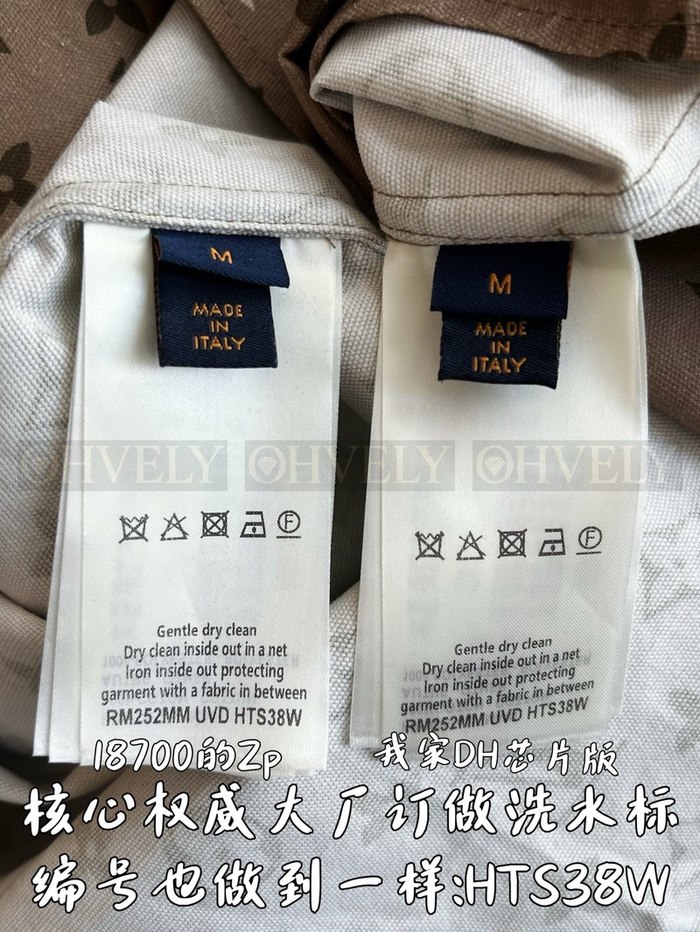 M
MADE
IN
ITALY
M
MADE
IN
ITALY
OHVELY OHVELY OHVELY
Gentle dry clean
Dry clean inside out in a net
Iron inside out protecting
garment with a fabric in between
RM252MM UVD HTS38W
Gentle dry clean
Dry clean inside out in a net
Iron inside out protecting
garment with a fabric in between
RM252MM UVD HTS38W
18700的Zp
我家DH芯片版
核心权威大厂订做洗水标
编号也做到一样:HTS38W